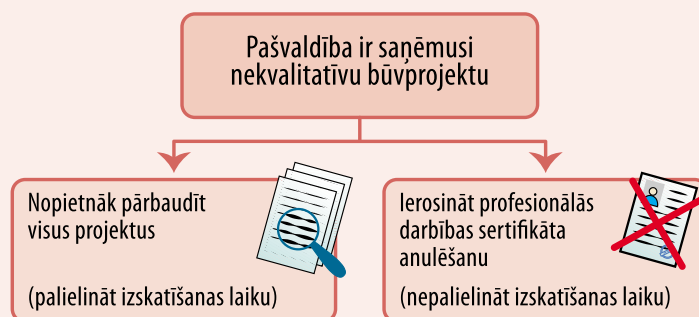 Pašvaldība ir saņēmusi
nekvalitatīvu būvprojektu
Nopietnāk pārbaudīt
visus projektus
(palielināt izskatīšanas laiku)
Ierosināt profesionālās
darbības sertifikāta
anulēšanu
(nepalielināt izskatīšanas laiku)